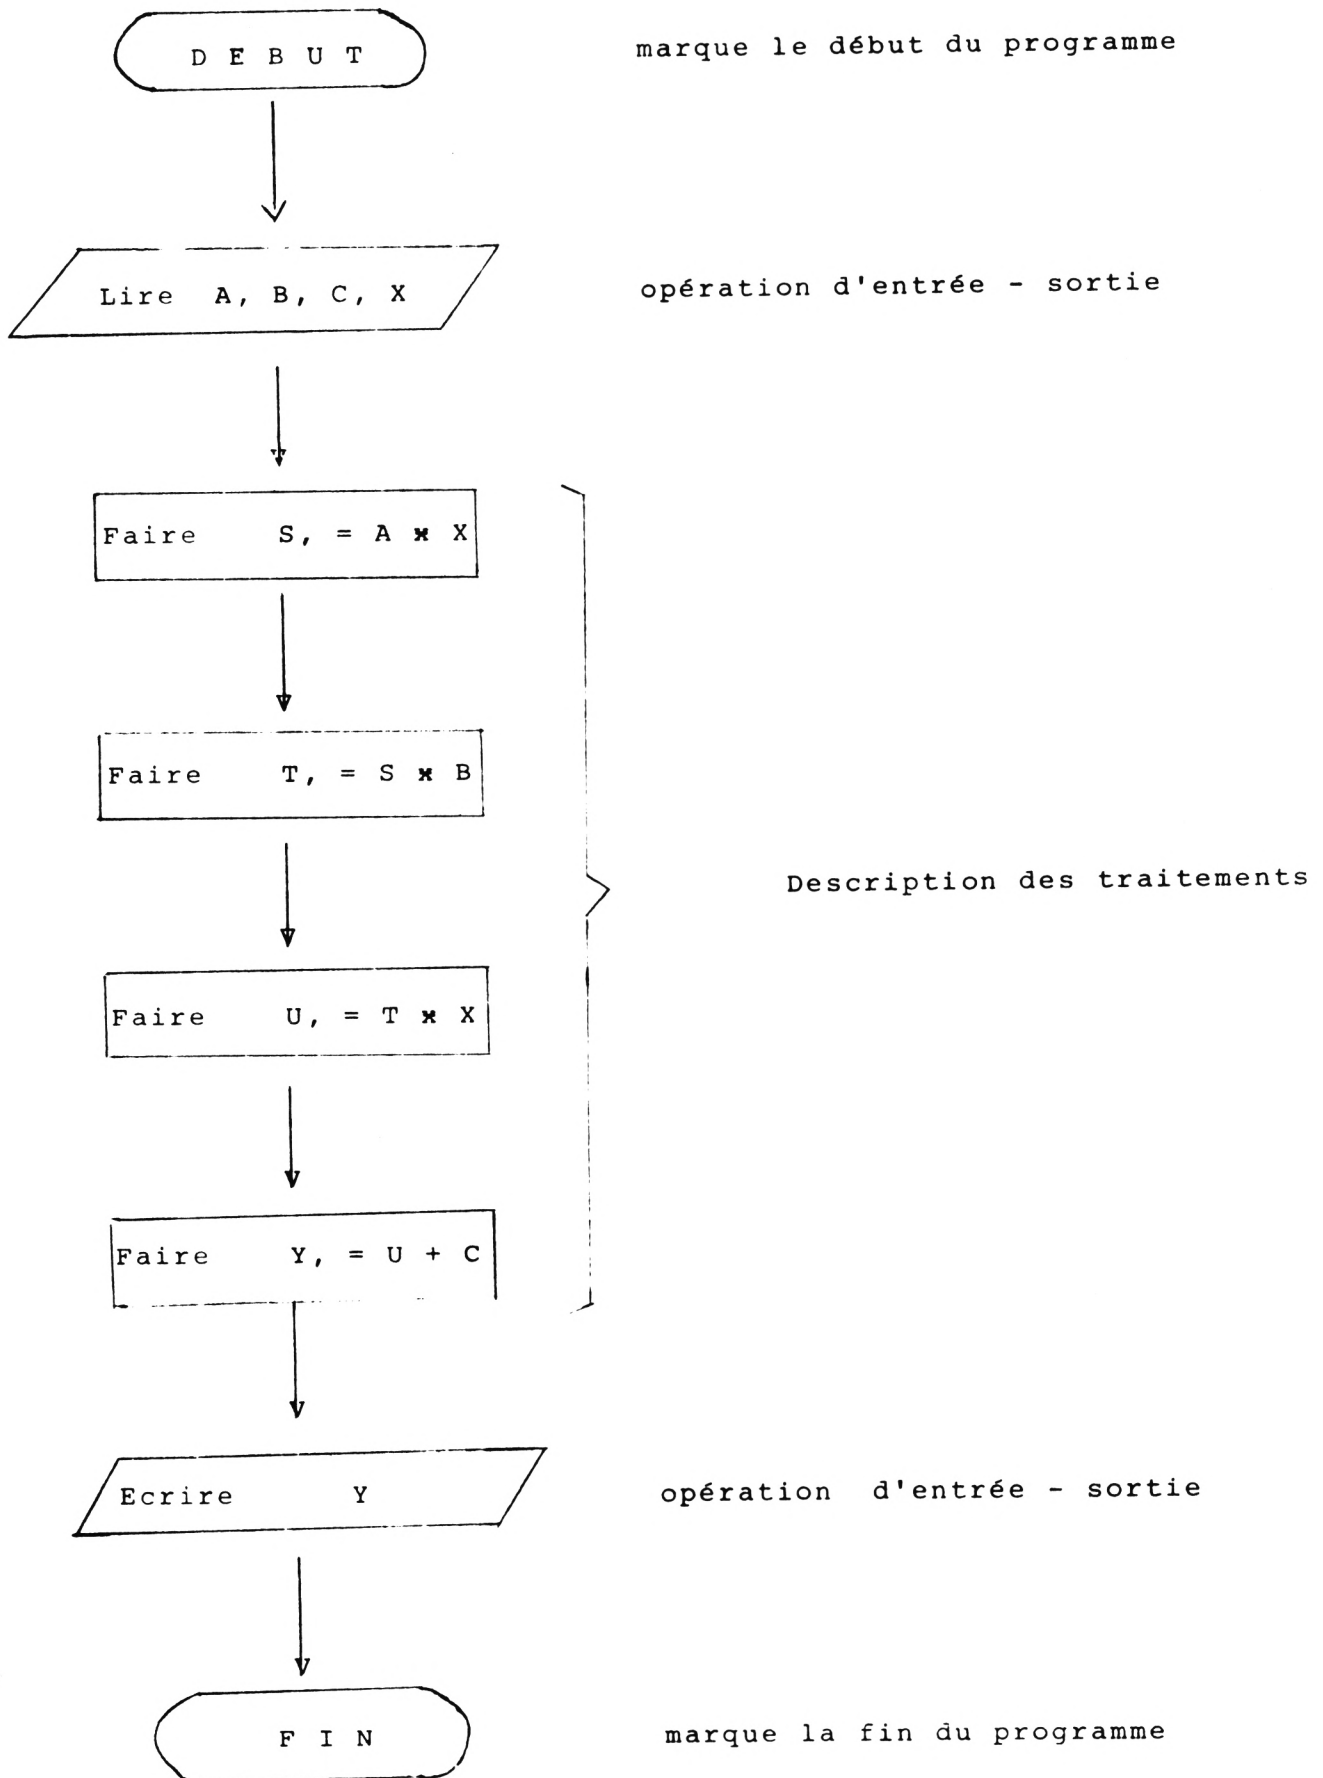 D E B U T
marque le début du programme
Lire A, B, C, X
opération d'entrée - sortie
Faire S, = A * X
Faire T, = S * B
Faire U, = T * X
Description des traitements
Faire Y, = U + C
Ecrire Y
opération d'entrée - sortie
F I N
marque la fin du programme